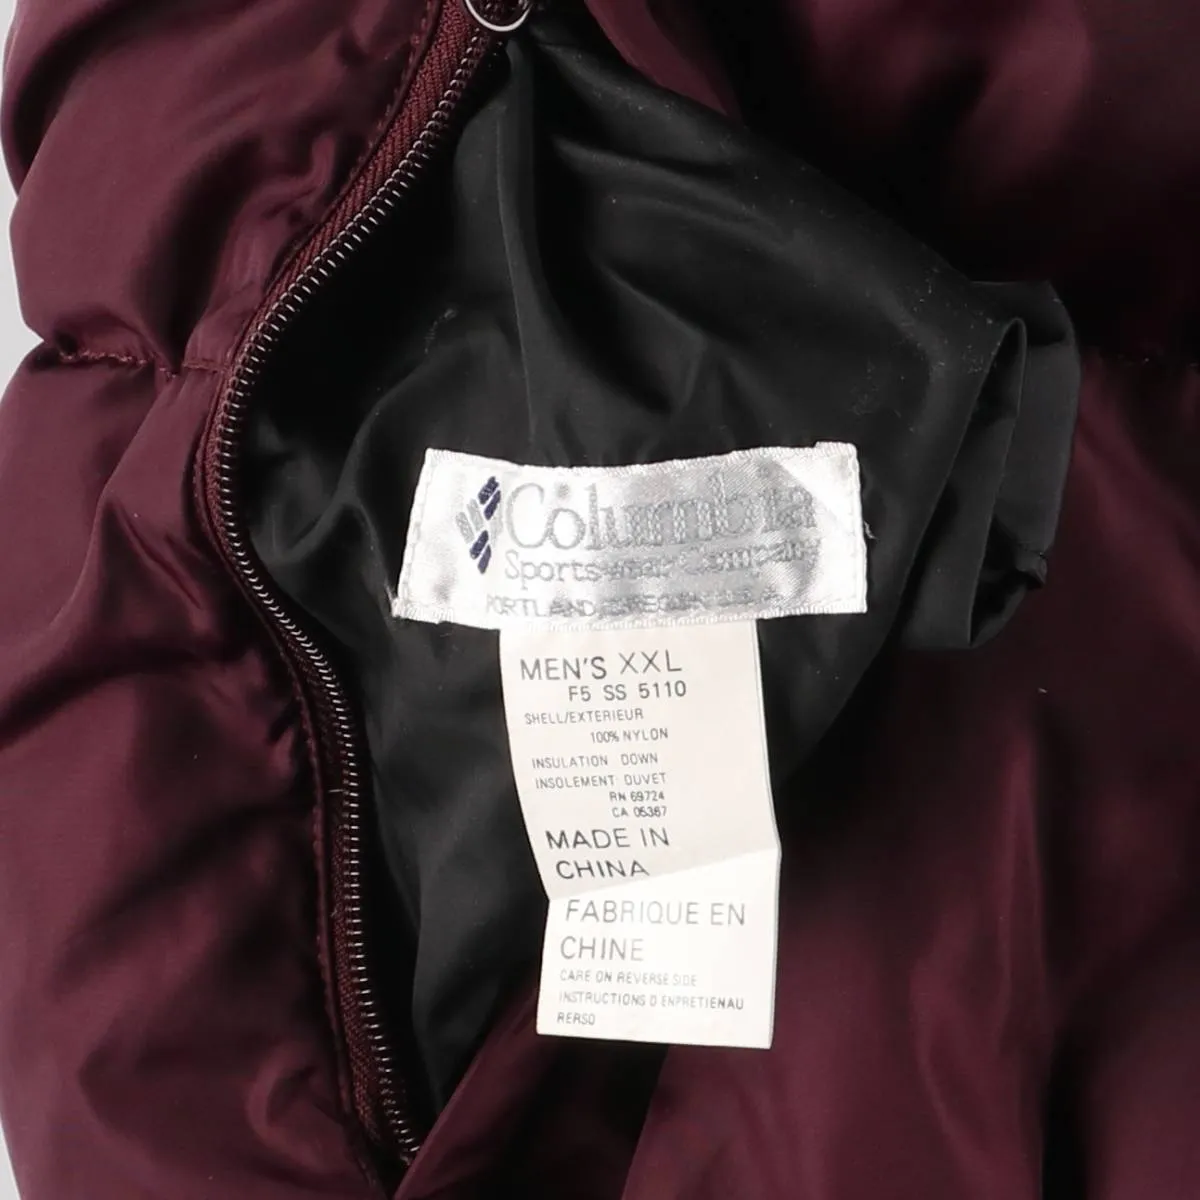 Columbia
Sportswear Company
PORTLAND OREGON U.S.A.
MEN'S XXL
F5 SS 5110
SHELL/EXTERIEUR
100% NYLON
INSULATION DOWN
INSOLEMENT: DUVET
RN 69724
CA 05367
MADE IN
CHINA
FABRIQUE EN
CHINE
CARE ON REVERSE SIDE
INSTRUCTIONS D ENPRETIENAU
RERSO